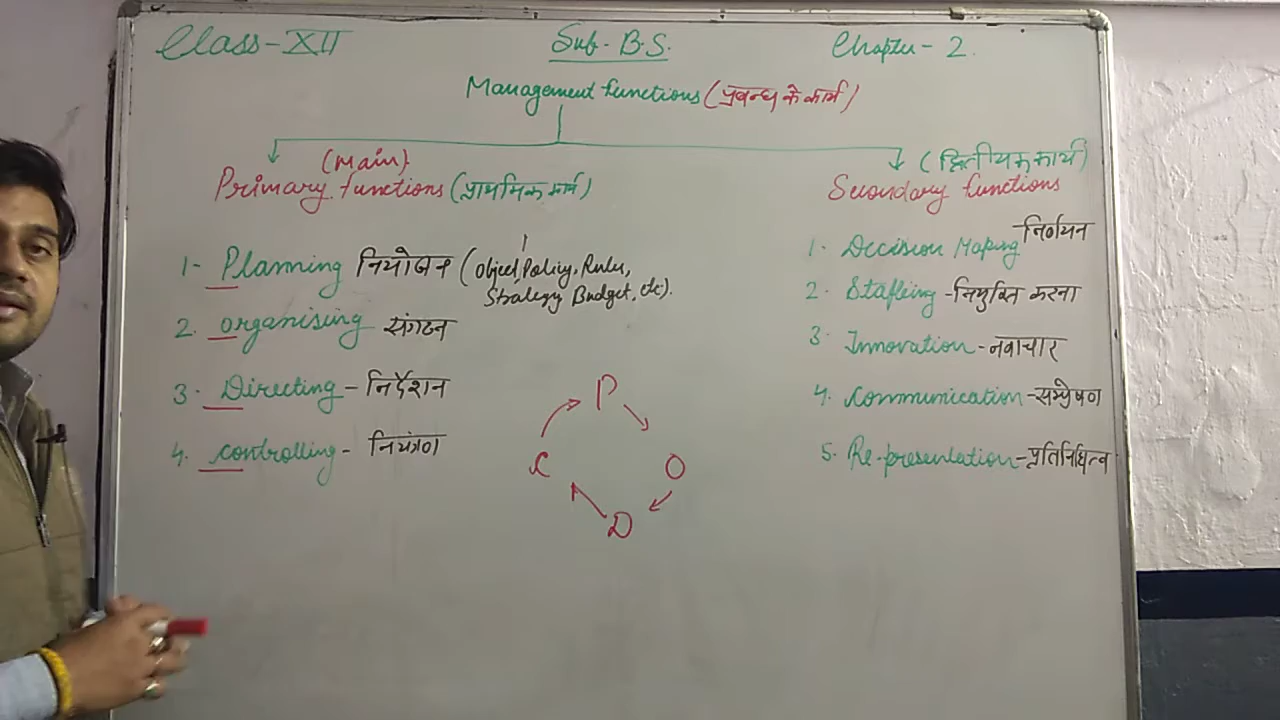 Class-XII Sub-B.S. Chapter-2
Management functions (प्रबन्ध के कार्य)
(Main)
Primary functions (प्राथमिक कार्य)
1- Planning नियोजन (object, Policy, Rules,
Strategy Budget, etc).
2. organising संगठन
3. Directing - निर्देशन
4. controlling - नियंत्रण
(द्वितीयक कार्य)
Secondary functions
1. Decision Making निर्णयन
2. Staffing - नियुक्ति करना
3. Innovation - नवाचार
4. Communication - सम्प्रेषण
5. Re-presentation - प्रतिनिधित्व
P
O
D
C